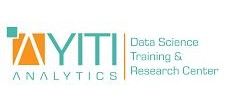 AYITI
ANALYTICS
Data Science
Training &
Research Center